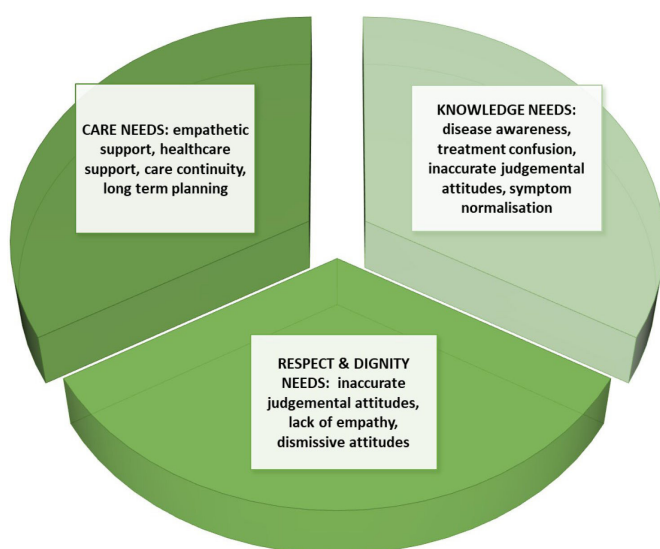 CARE NEEDS: empathetic
support, healthcare
support, care continuity,
long term planning
KNOWLEDGE NEEDS:
disease awareness,
treatment confusion,
inaccurate judgemental
attitudes, symptom
normalisation
RESPECT & DIGNITY
NEEDS: inaccurate
judgemental attitudes,
lack of empathy,
dismissive attitudes